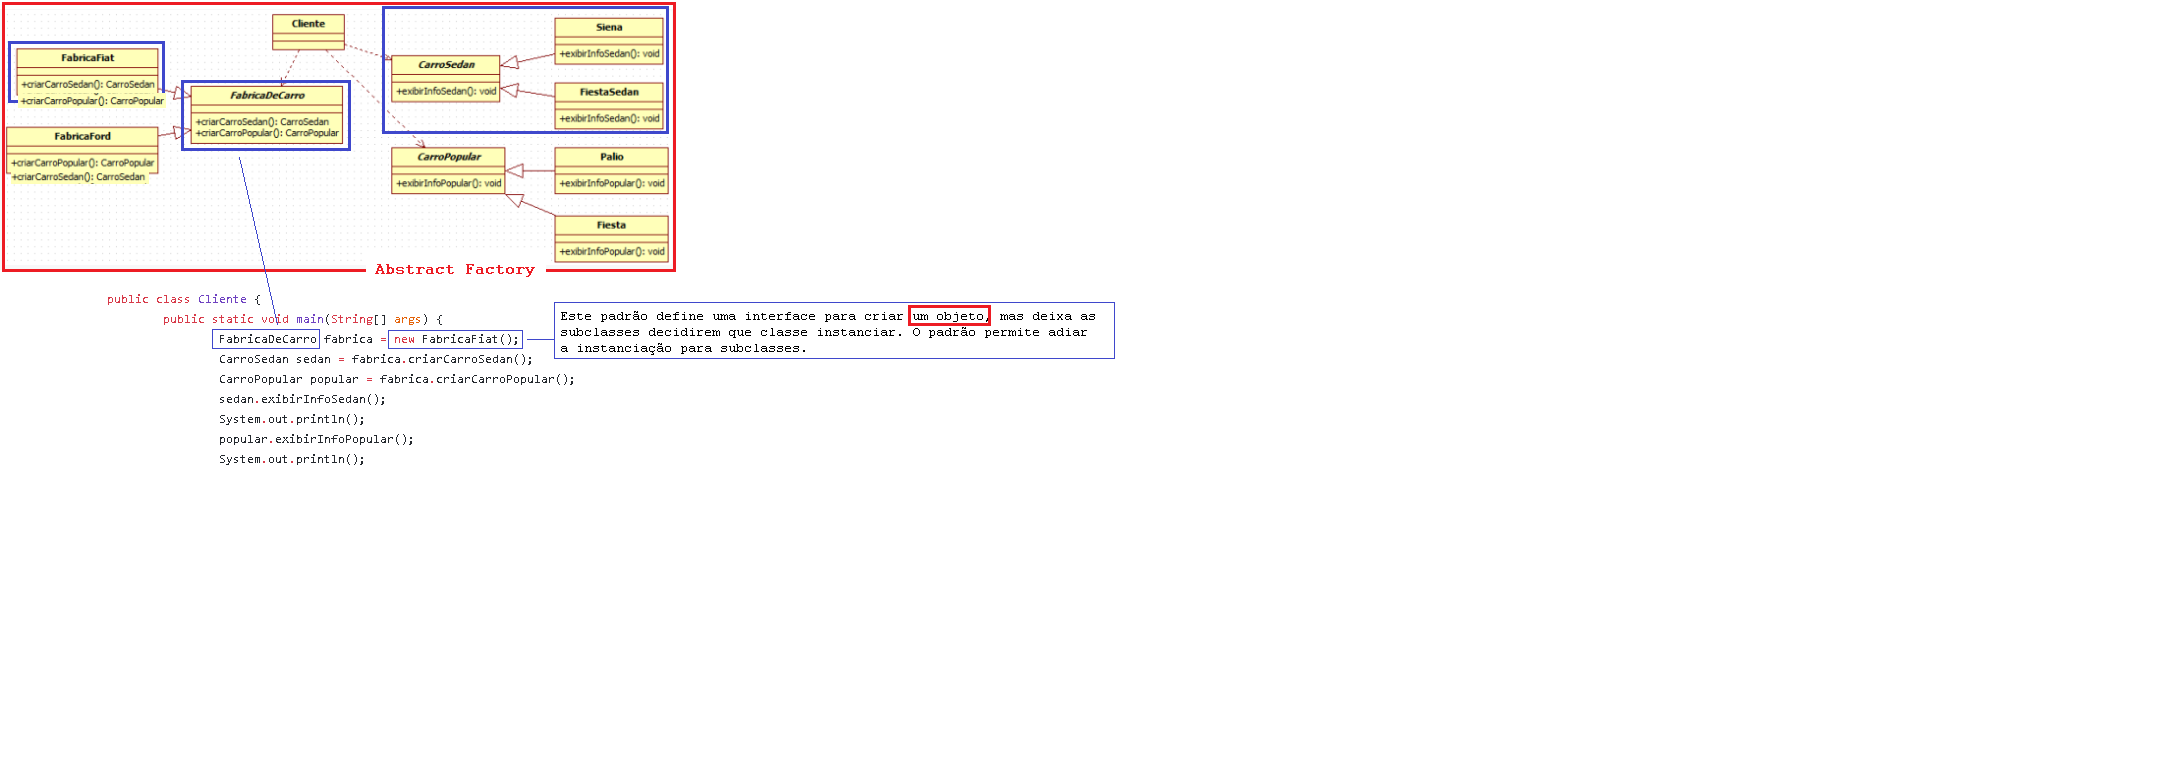 Cliente
FabricaFiat
+criarCarroSedan(): CarroSedan
+criarCarroPopular(): CarroPopular
FabricaDeCarro
+criarCarroSedan(): CarroSedan
+criarCarroPopular(): CarroPopular
FabricaFord
+criarCarroPopular(): CarroPopular
+criarCarroSedan(): CarroSedan
CarroSedan
+exibirInfoSedan(): void
Siena
+exibirInfoSedan(): void
FiestaSedan
+exibirInfoSedan(): void
CarroPopular
+exibirInfoPopular(): void
Palio
+exibirInfoPopular(): void
Fiesta
+exibirInfoPopular(): void
Abstract Factory
public class Cliente {
public static void main(String[] args) {
FabricaDeCarro fabrica = new FabricaFiat();
CarroSedan sedan = fabrica.criarCarroSedan();
CarroPopular popular = fabrica.criarCarroPopular();
sedan.exibirInfoSedan();
System.out.println();
popular.exibirInfoPopular();
System.out.println();
Este padrão define uma interface para criar um objeto, mas deixa as
subclasses decidirem que classe instanciar. O padrão permite adiar
a instanciação para subclasses.